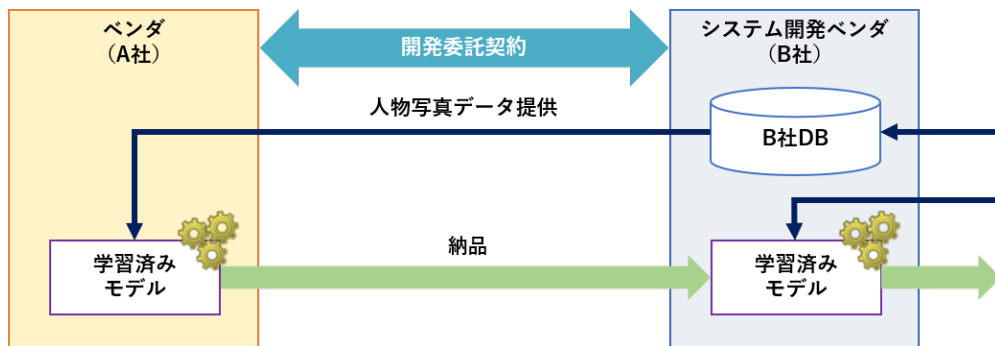 ベンダ
（A社）
開発委託契約
システム開発ベンダ
（B社）
人物写真データ提供
B社DB
学習済み
モデル
納品
学習済み
モデル